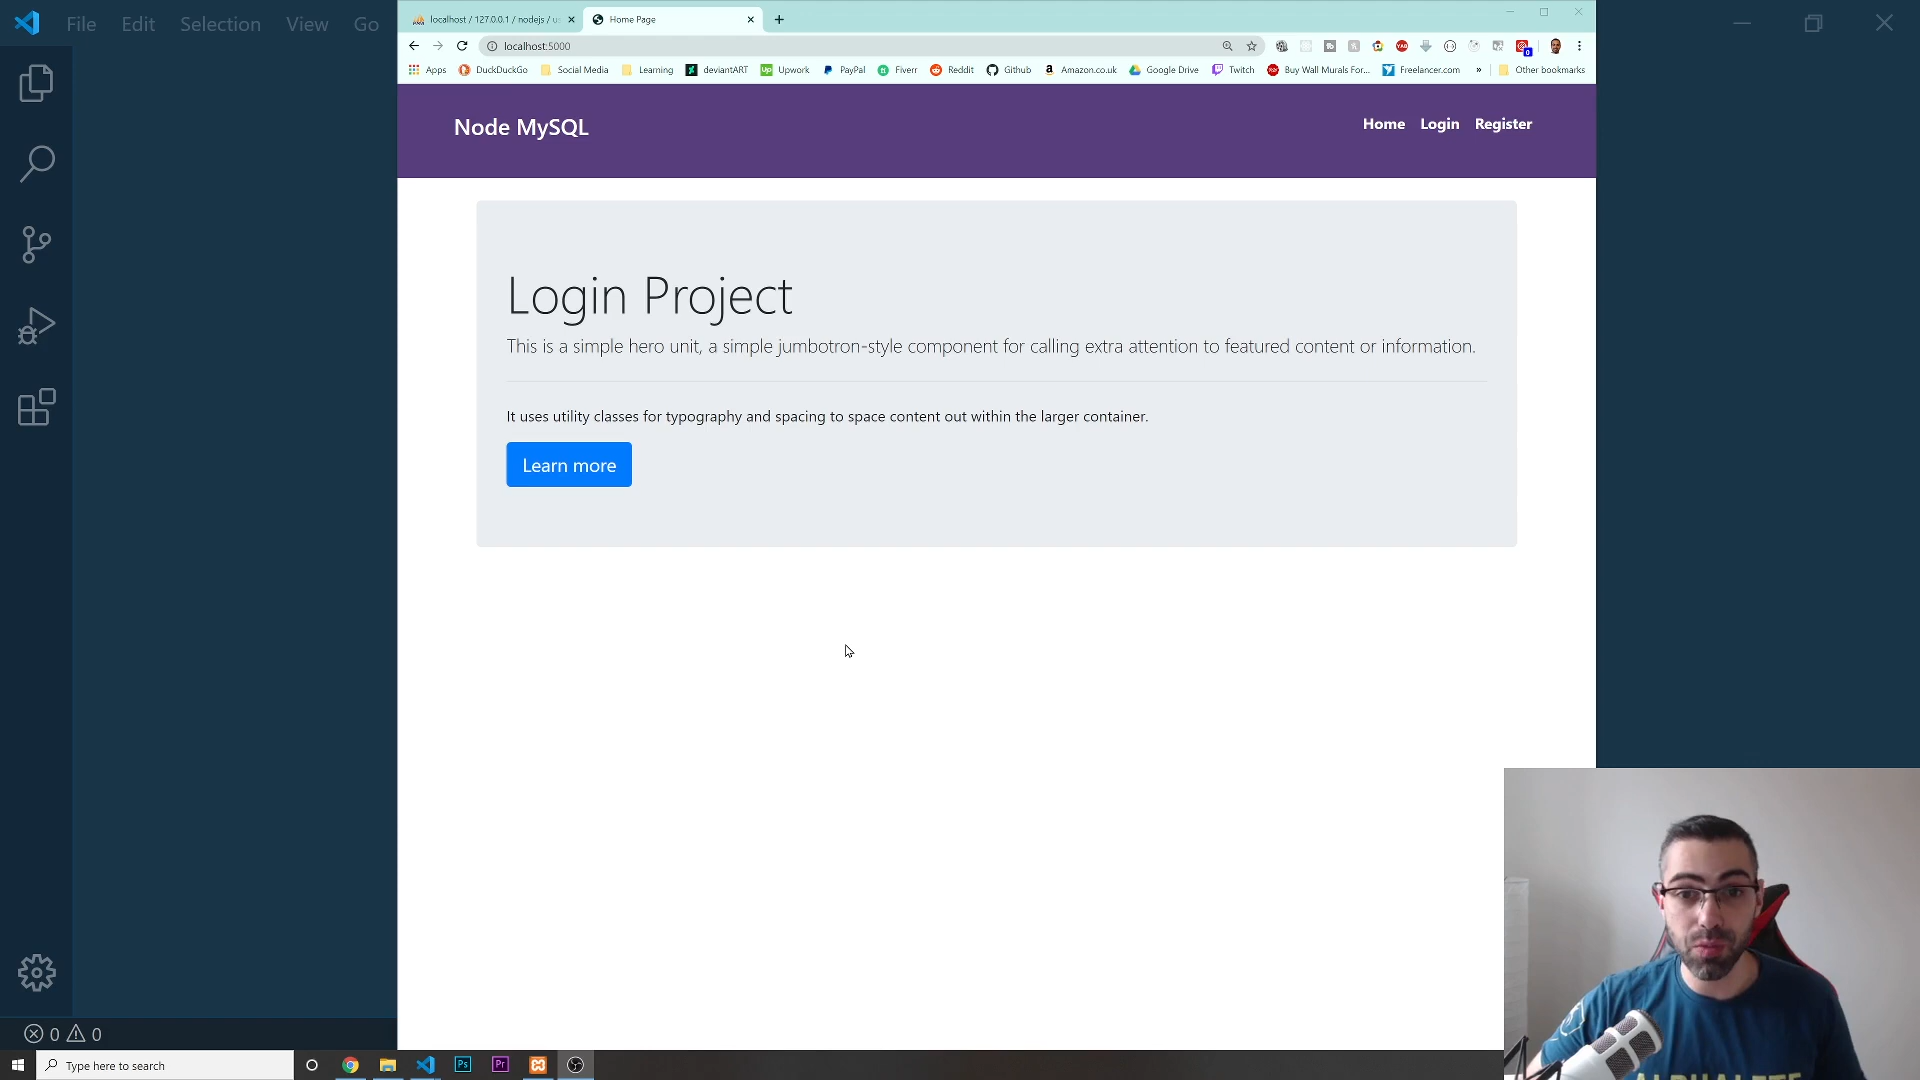 File Edit Selection View Go
localhost / 127.0.0.1 / nodejs / u
Home Page
localhost:5000
Apps DuckDuckGo Social Media Learning deviantART Upwork PayPal Fiverr Reddit Github Amazon.co.uk Google Drive Twitch Buy Wall Murals For... Freelancer.com » Other bookmarks
Node MySQL
Home Login Register
Login Project
This is a simple hero unit, a simple jumbotron-style component for calling extra attention to featured content or information.
It uses utility classes for typography and spacing to space content out within the larger container.
Learn more
0 0
Type here to search
Ps Pr